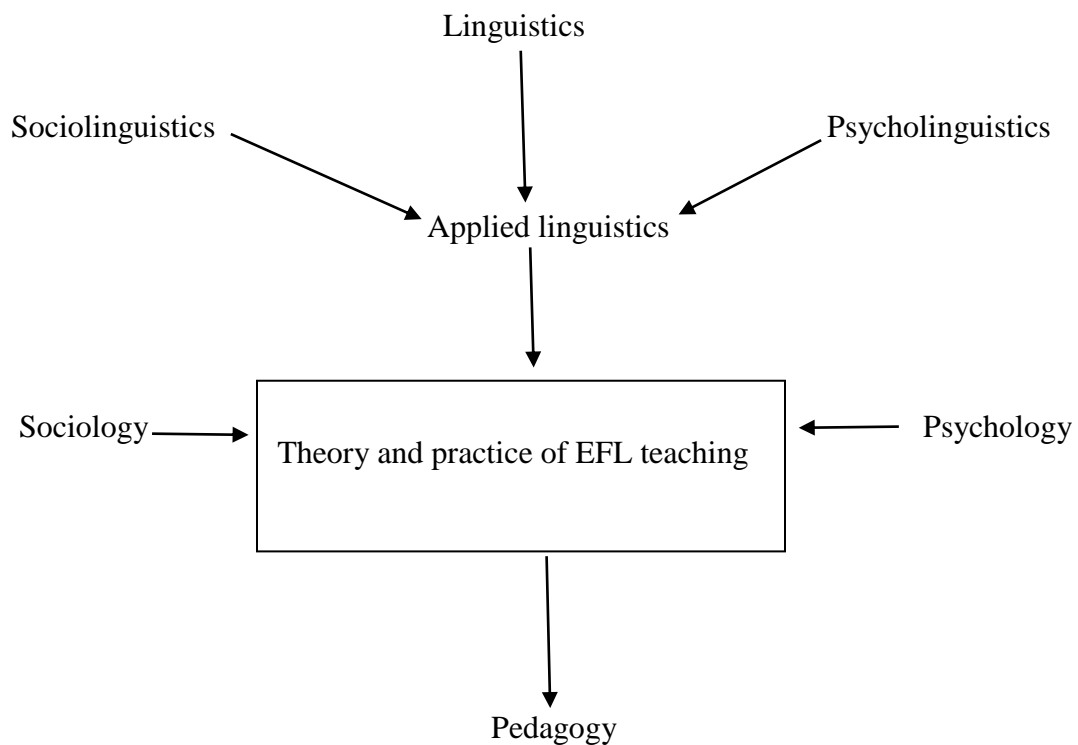 Linguistics
Sociolinguistics
Psycholinguistics
Applied linguistics
Sociology
Theory and practice of EFL teaching
Psychology
Pedagogy